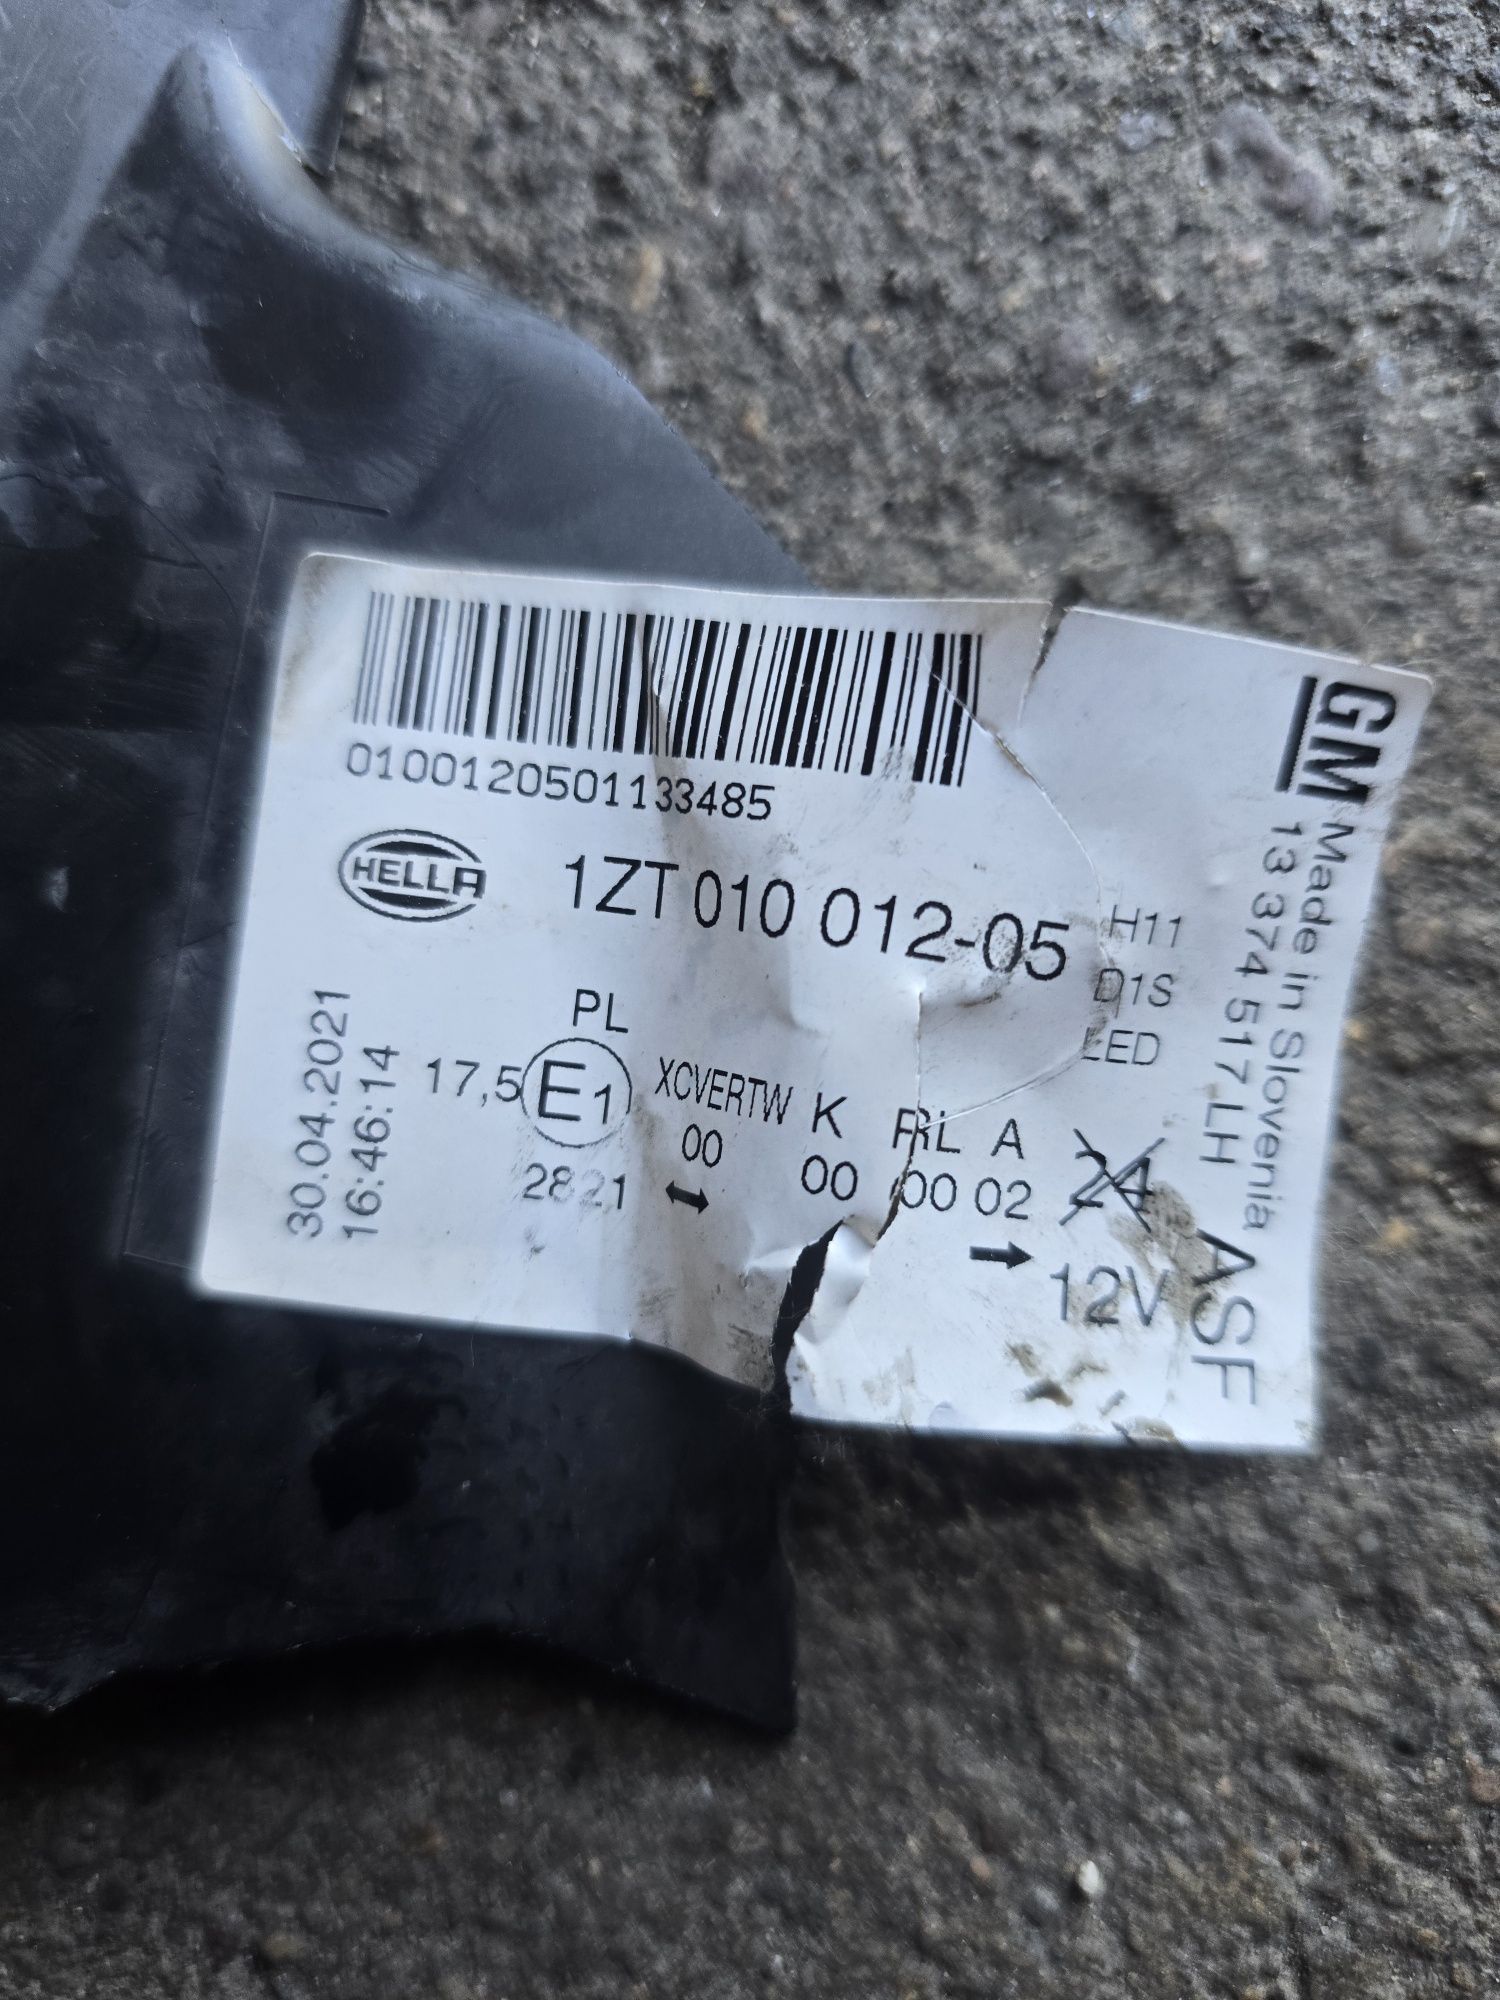 0100120501133485
HELLA
1ZT 010 012-05
H11
D1S
LED
PL
17,5 E1
2821
XCVERTW
00
K
00
PRL
00
A
02
24
12V
30.04.2021
16:46:14
GM
Made in Slovenia
13 374 517 LH
ASF